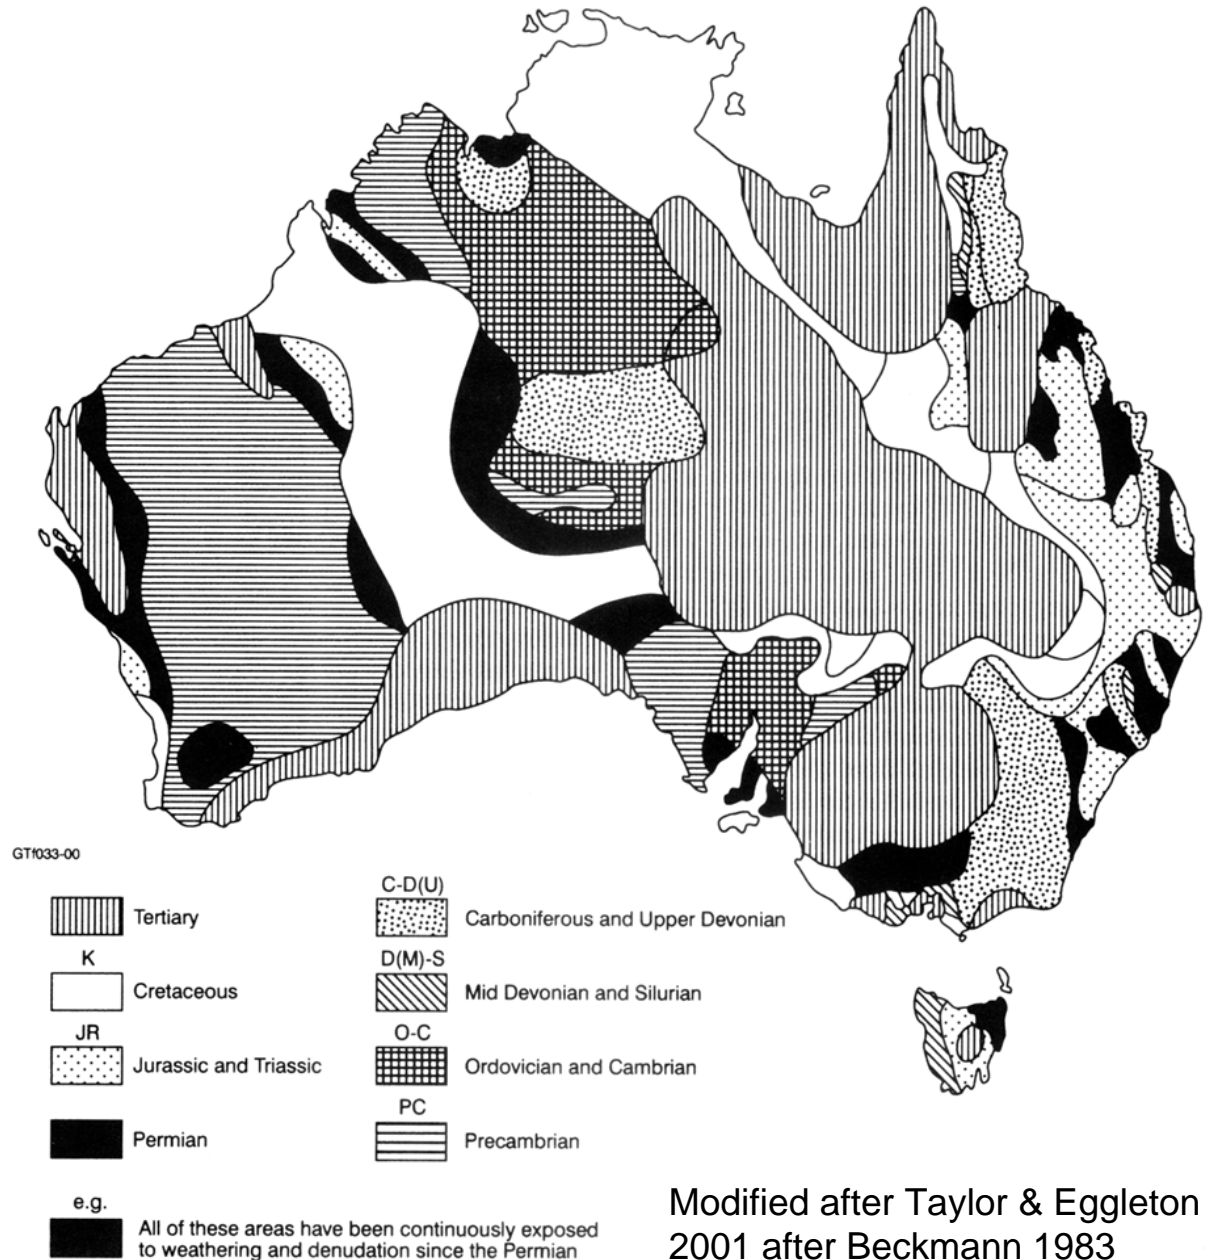 GTf033-00
Tertiary
K
Cretaceous
JR
Jurassic and Triassic
Permian
e.g.
All of these areas have been continuously exposed
to weathering and denudation since the Permian
C-D(U)
Carboniferous and Upper Devonian
D(M)-S
Mid Devonian and Silurian
O-C
Ordovician and Cambrian
PC
Precambrian
Modified after Taylor & Eggleton
2001 after Beckmann 1983